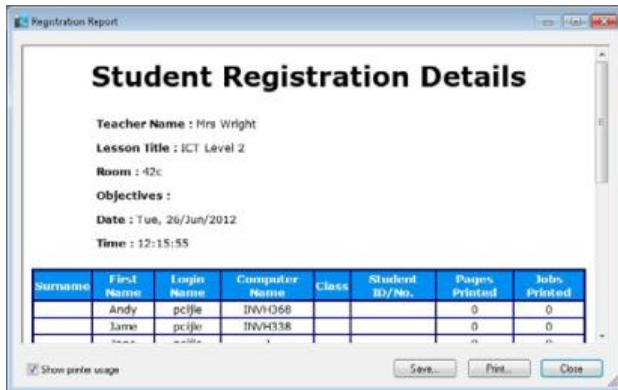 Registration Report
Student Registration Details
Teacher Name : Mrs Wright
Lesson Title : ICT Level 2
Room : 42c
Objectives :
Date : Tue, 26/Jun/2012
Time : 12:15:55
Surname First Name Login Name Computer Name Class Student ID/No. Pages Printed Jobs Printed
Andy pcijie INVH368 0 0
Jame pcijie INVH338 0 0
Show printer usage Save... Print... Close